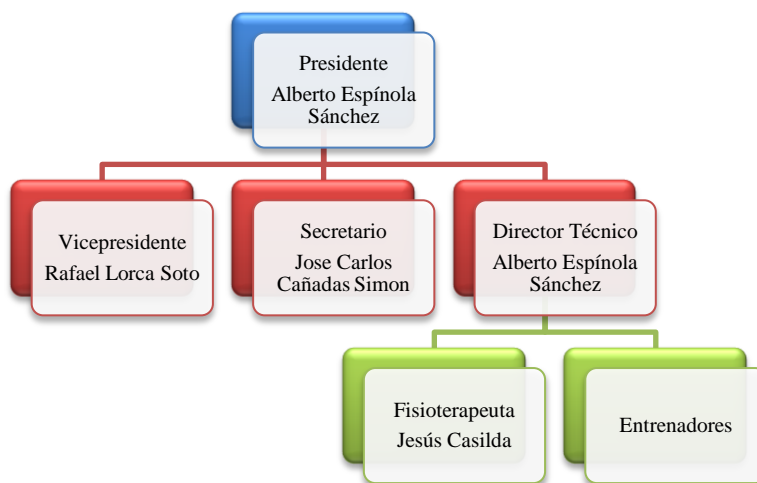 Presidente
Alberto Espínola
Sánchez
Vicepresidente
Rafael Lorca Soto
Secretario
Jose Carlos
Cañadas Simon
Director Técnico
Alberto Espínola
Sánchez
Fisioterapeuta
Jesús Casilda
Entrenadores